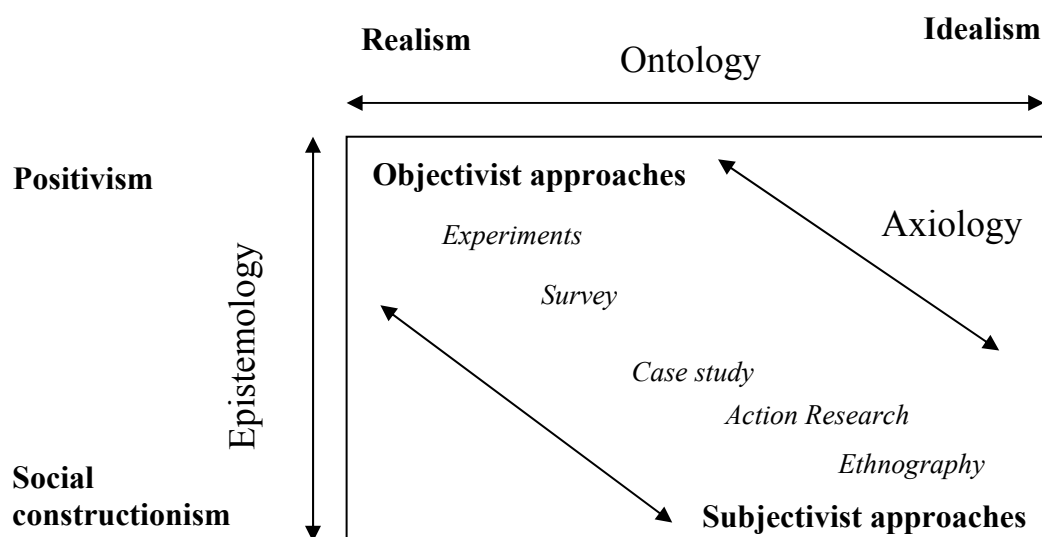 Realism
Idealism
Ontology
Positivism
Objectivist approaches
Experiments
Axiology
Survey
Epistemology
Case study
Action Research
Ethnography
Social
constructionism
Subjectivist approaches